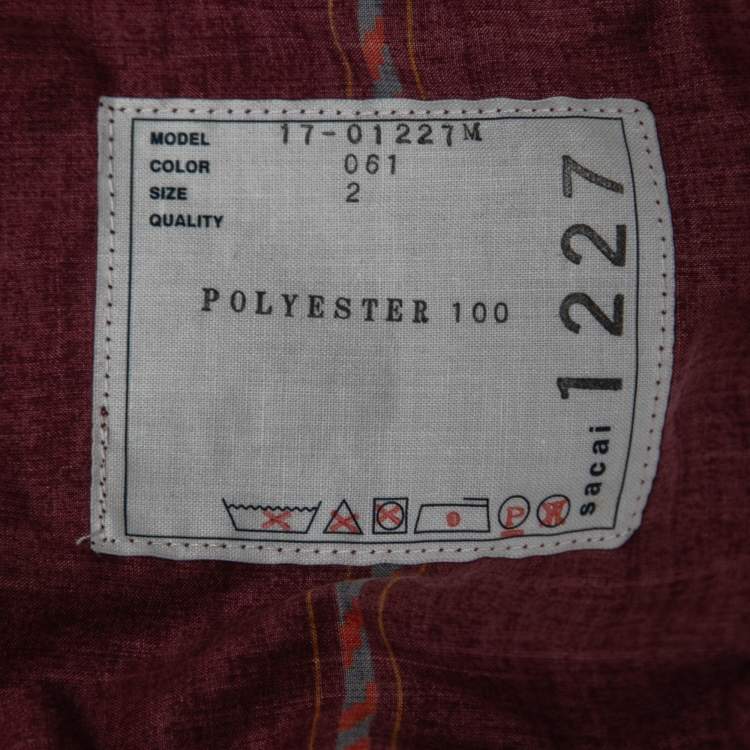 MODEL 17-01227M
COLOR 061
SIZE 2
QUALITY
POLYESTER 100
P
W
sacai 1227